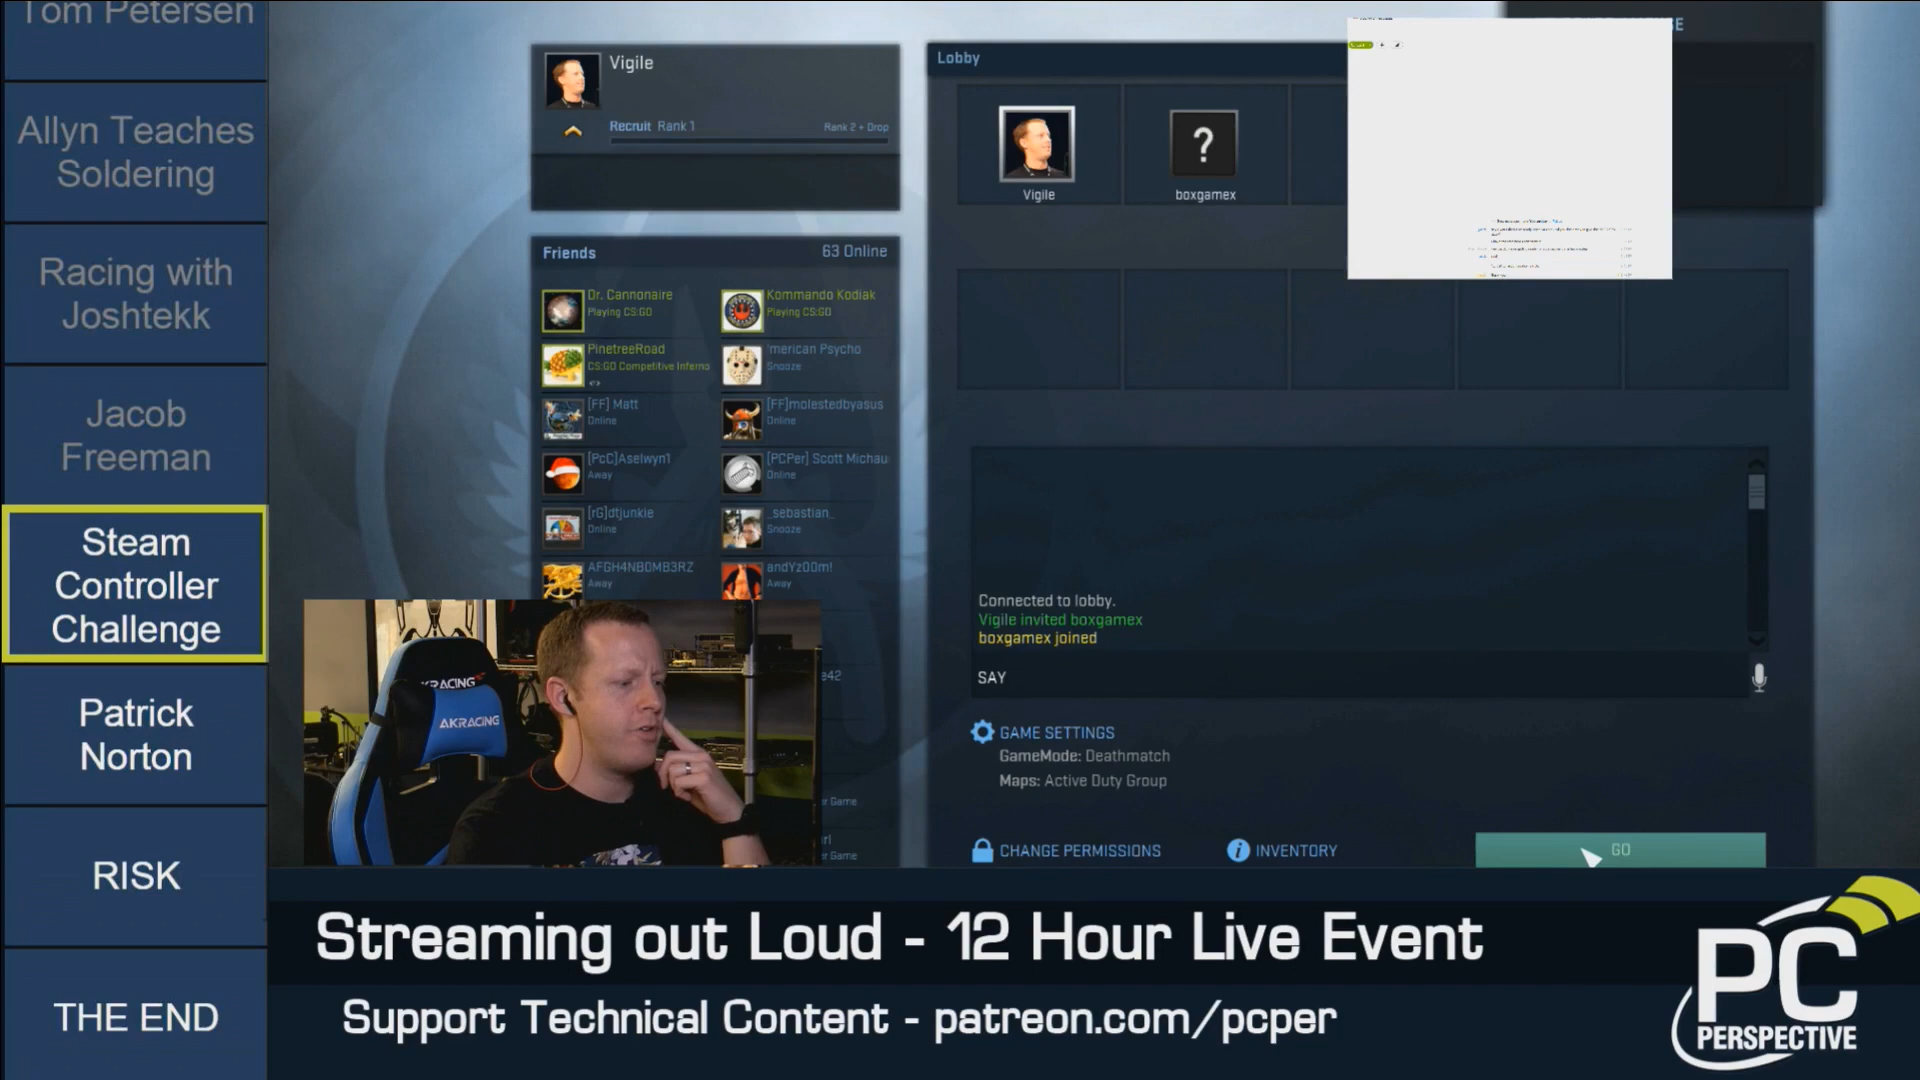 Tom Petersen
Allyn Teaches
Soldering
Racing with
Joshtekk
Jacob
Freeman
Steam
Controller
Challenge
Patrick
Norton
RISK
THE END
Vigile
Recruit Rank 1
Rank 2 + Drop
Friends
63 Online
Dr. Cannonaire
Playing CS:GO
Kommando Kodiak
Playing CS:GO
PinetreeRoad
CS:GO Competitive Inferno
'merican Psycho
Snooze
[FF] Matt
Online
[FF]molestedbyasus
Online
[PcC]Aselwyn1
Away
[PCPer] Scott Michau
Online
[rG]dtjunkie
Online
_sebastian_
Snooze
AFGH4NB0MB3RZ
Away
andYz00m!
Away
Lobby
Vigile
boxgamex
Connected to lobby.
Vigile invited boxgamex
boxgamex joined
SAY
GAME SETTINGS
GameMode: Deathmatch
Maps: Active Duty Group
CHANGE PERMISSIONS
INVENTORY
GO
AKRACING
AKRACING
Streaming out Loud - 12 Hour Live Event
Support Technical Content - patreon.com/pcper
PC
PERSPECTIVE